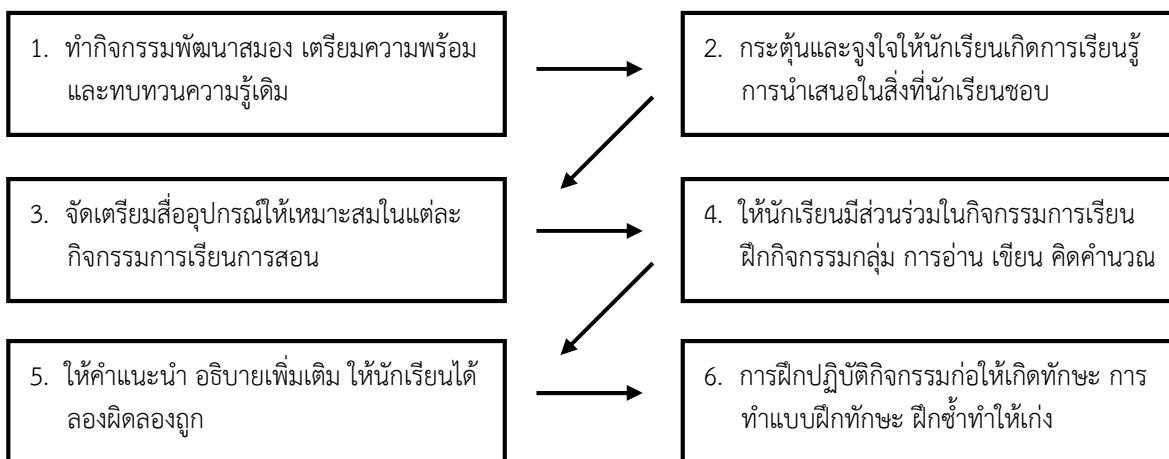 1. ทำกิจกรรมพัฒนาสมอง เตรียมความพร้อม
และทบทวนความรู้เดิม
2. กระตุ้นและจูงใจให้นักเรียนเกิดการเรียนรู้
การนำเสนอในสิ่งที่นักเรียนชอบ
3. จัดเตรียมสื่ออุปกรณ์ให้เหมาะสมในแต่ละ
กิจกรรมการเรียนการสอน
4. ให้นักเรียนมีส่วนร่วมในกิจกรรมการเรียน
ฝึกกิจกรรมกลุ่ม การอ่าน เขียน คิดคำนวณ
5. ให้คำแนะนำ อธิบายเพิ่มเติม ให้นักเรียนได้
ลองผิดลองถูก
6. การฝึกปฏิบัติกิจกรรมก่อให้เกิดทักษะ การ
ทำแบบฝึกทักษะ ฝึกซ้ำทำให้เก่ง